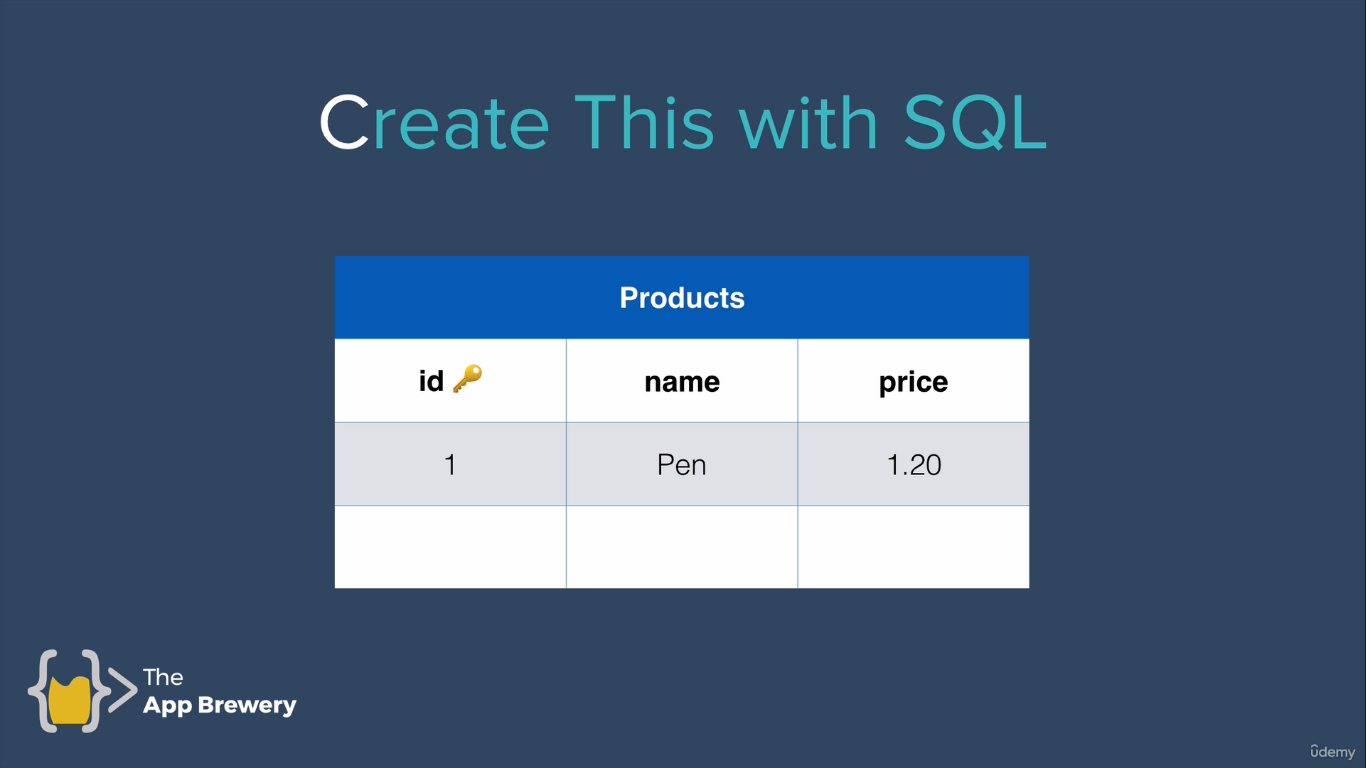 Create This with SQL
Products
id 🔑 name price
1 Pen 1.20
The
App Brewery
ûdemy